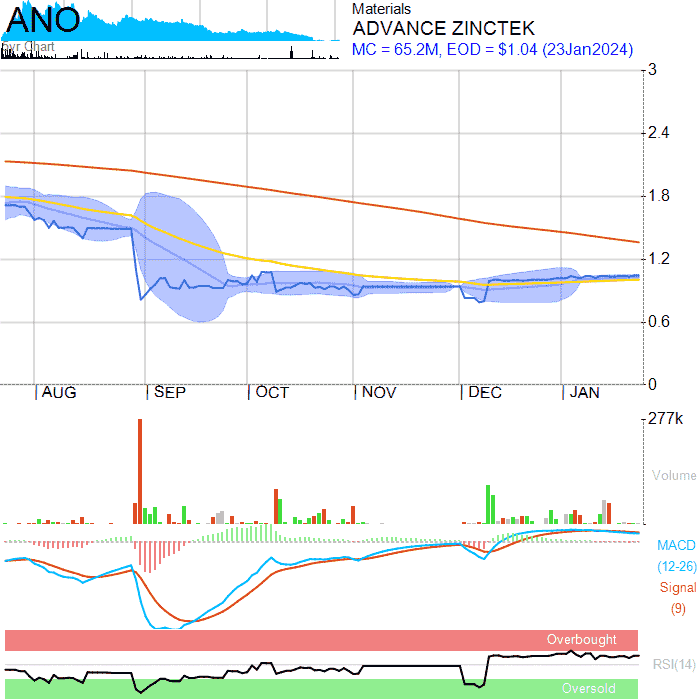 ANO
Materials
ADVANCE ZINCTEK
MC = 65.2M, EOD = $1.04 (23Jan2024)
Chart
3
2.4
1.8
1.2
0.6
0
AUG
SEP
OCT
NOV
DEC
JAN
277k
Volume
MACD
(12-26)
Signal
(9)
Overbought
RSI(14)
Oversold